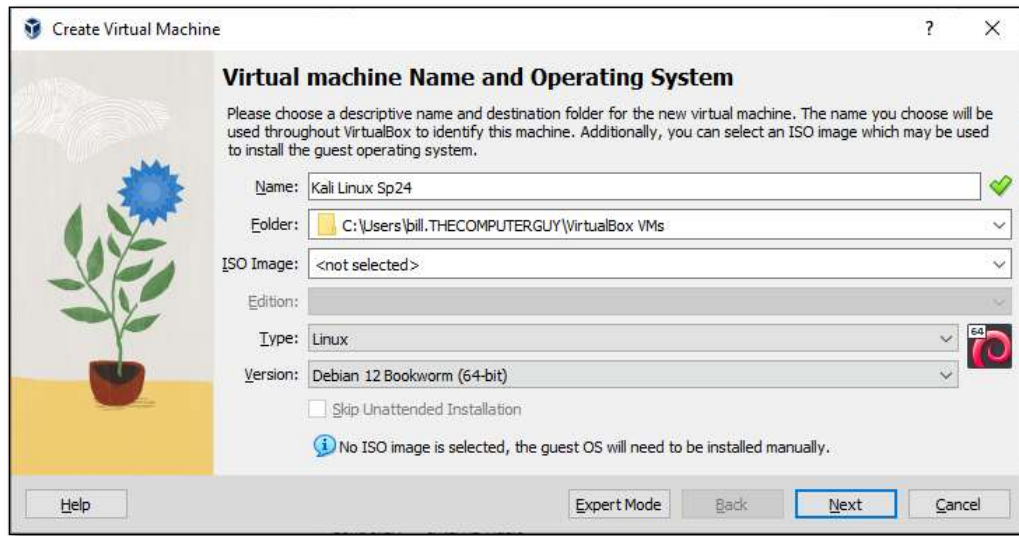 Create Virtual Machine ?
Virtual machine Name and Operating System
Please choose a descriptive name and destination folder for the new virtual machine. The name you choose will be
used throughout VirtualBox to identify this machine. Additionally, you can select an ISO image which may be used
to install the guest operating system.
Name: Kali Linux Sp24
Folder: C:\Users\bill.THECOMPUTERGUY\VirtualBox VMs
ISO Image: <not selected>
Edition:
Type: Linux
64
Version: Debian 12 Bookworm (64-bit)
Skip Unattended Installation
No ISO image is selected, the guest OS will need to be installed manually.
Help Expert Mode Back Next Cancel